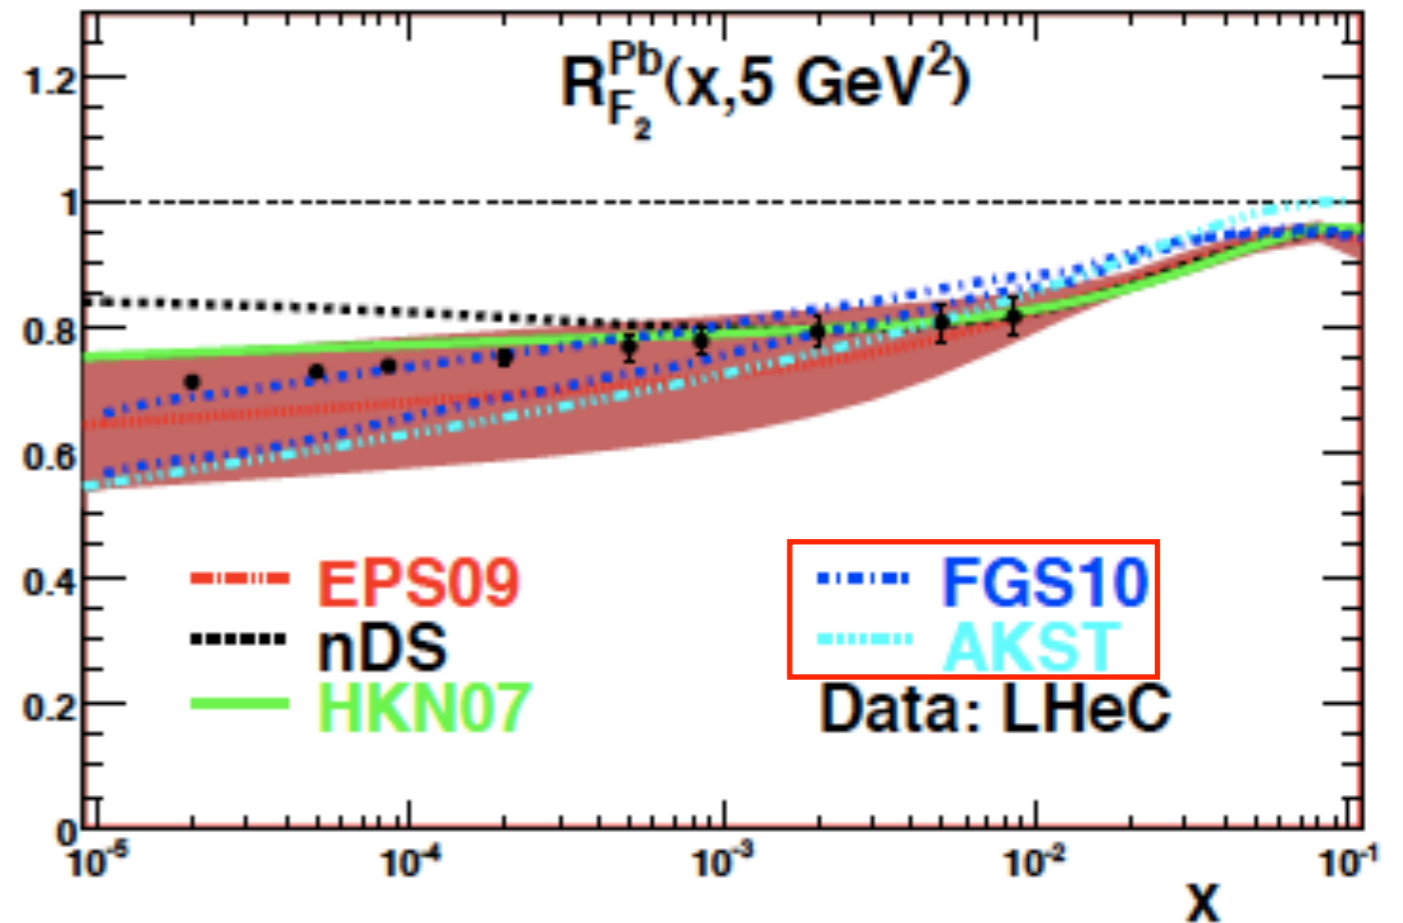 R_{F_2}^{Pb}(x,5 GeV^2)
1.2
1
0.8
0.6
0.4
0.2
0
EPS09
nDS
HKN07
FGS10
AKST
Data: LHeC
10^{-5} 10^{-4} 10^{-3} 10^{-2} 10^{-1}
x